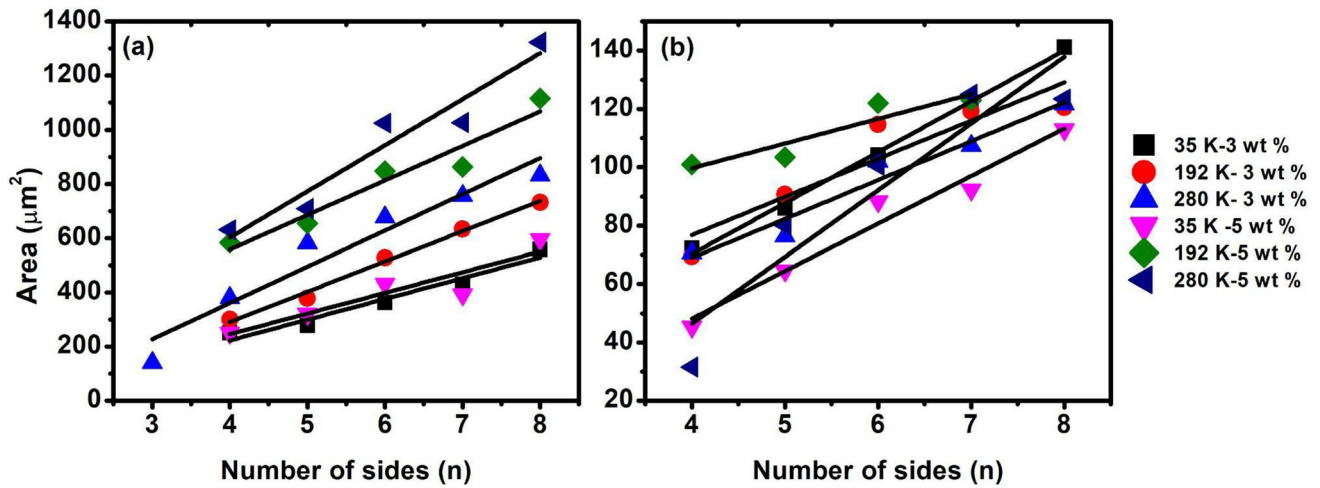 (a)
1400
1200
1000
800
600
400
200
0
3 4 5 6 7 8
Area (μm²)
Number of sides (n)
(b)
140
120
100
80
60
40
20
4 5 6 7 8
Number of sides (n)
35 K-3 wt %
192 K- 3 wt %
280 K- 3 wt %
35 K -5 wt %
192 K-5 wt %
280 K-5 wt %